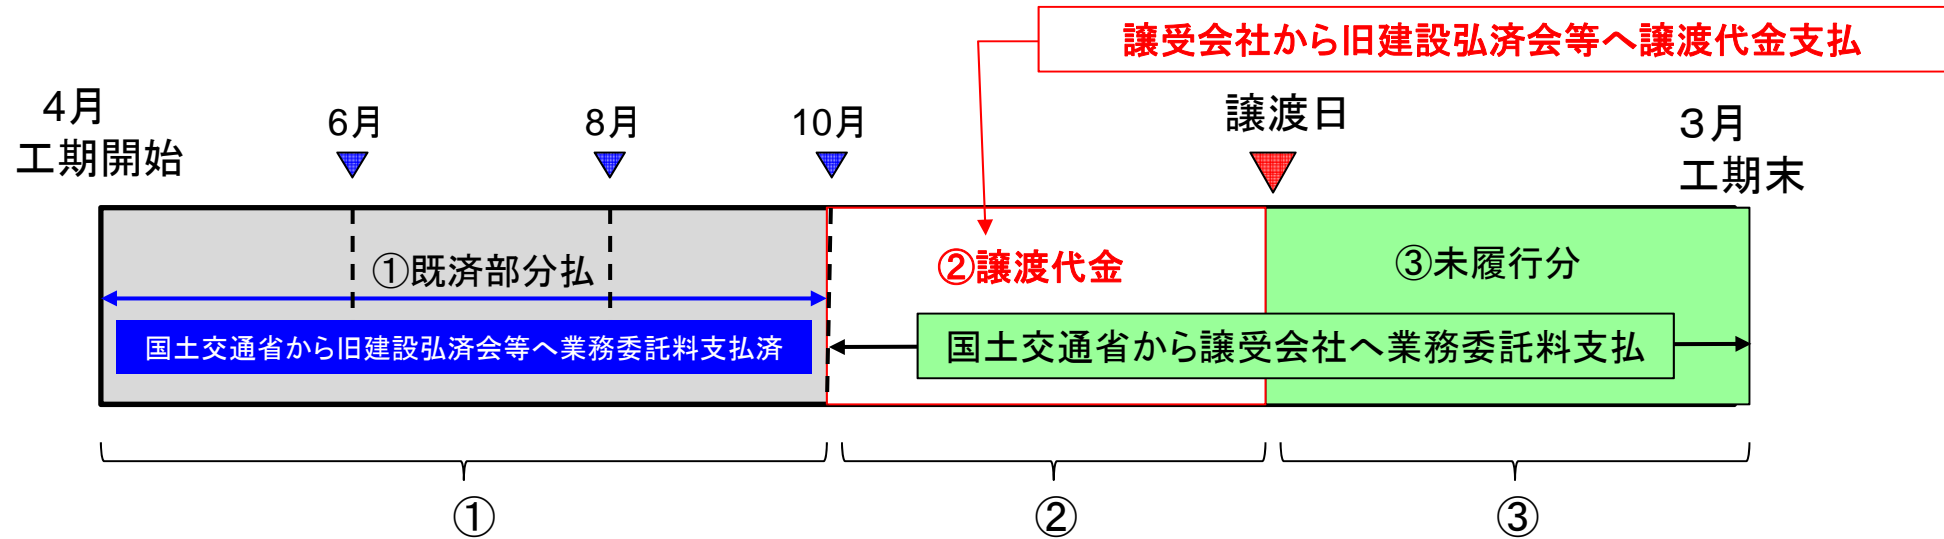 譲受会社から旧建設弘済会等へ譲渡代金支払
4月
工期開始
6月
8月
10月
譲渡日
3月
工期末
①既済部分払
②譲渡代金
③未履行分
国土交通省から旧建設弘済会等へ業務委託料支払済
国土交通省から譲受会社へ業務委託料支払
①
②
③